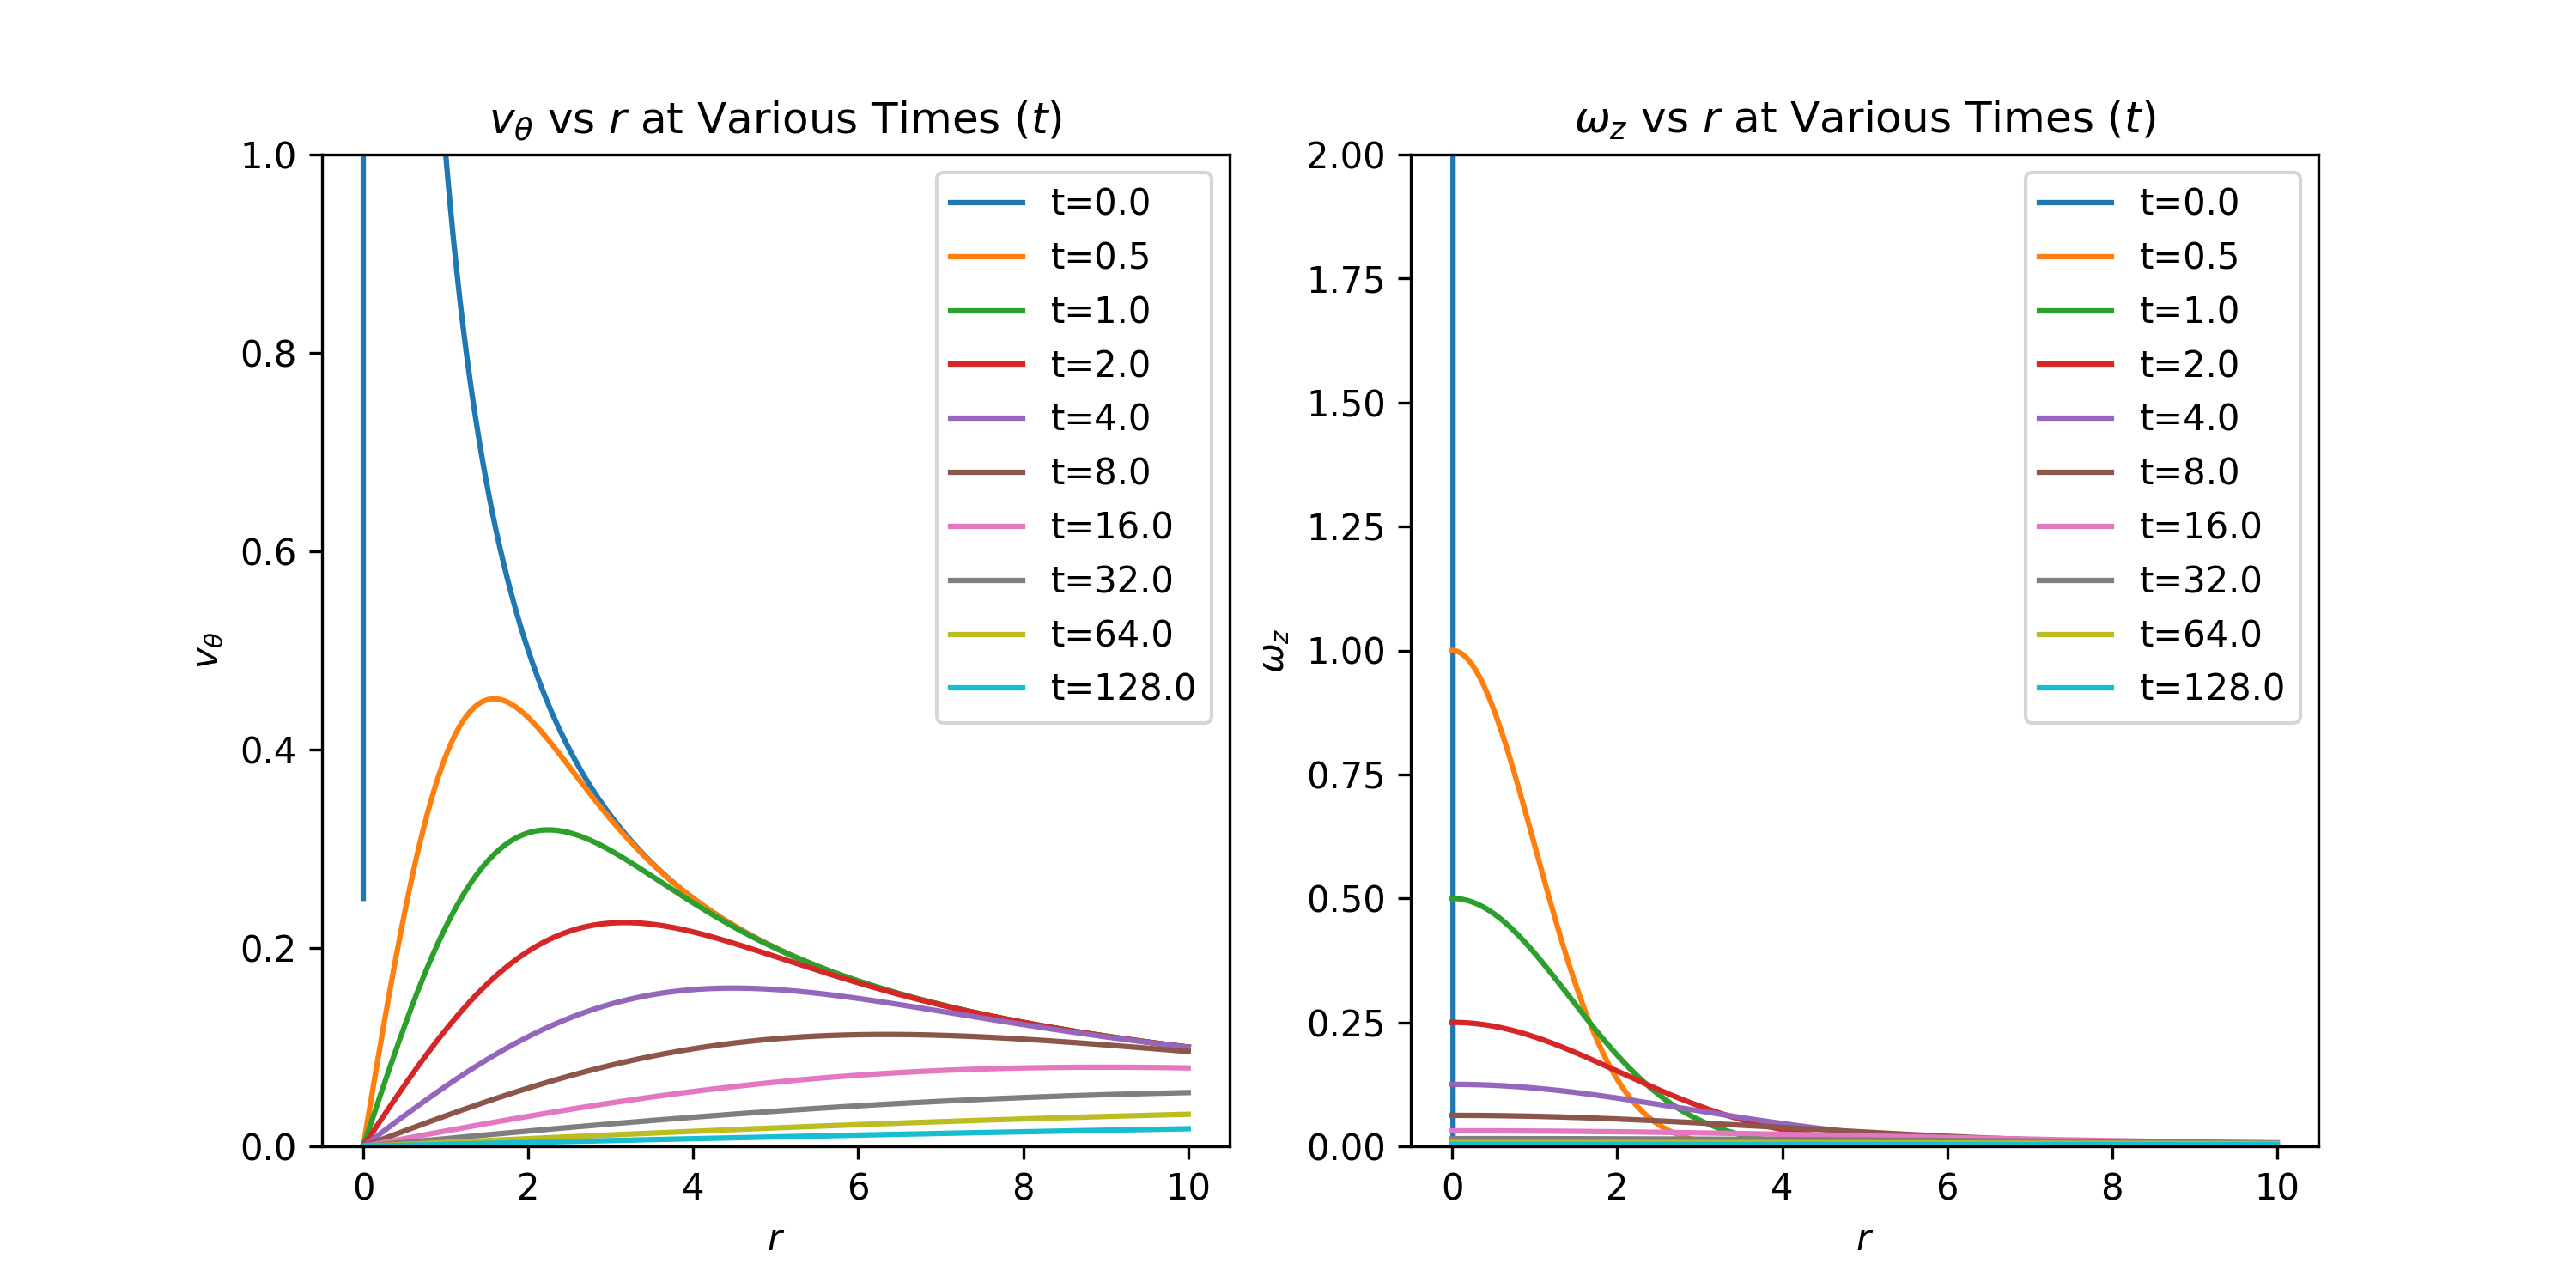 v_θ vs r at Various Times (t)
1.0
0.8
0.6
0.4
0.2
0.0
v_θ
0 2 4 6 8 10
r
t=0.0
t=0.5
t=1.0
t=2.0
t=4.0
t=8.0
t=16.0
t=32.0
t=64.0
t=128.0
ω_z vs r at Various Times (t)
2.00
1.75
1.50
1.25
1.00
0.75
0.50
0.25
0.00
ω_z
0 2 4 6 8 10
r
t=0.0
t=0.5
t=1.0
t=2.0
t=4.0
t=8.0
t=16.0
t=32.0
t=64.0
t=128.0